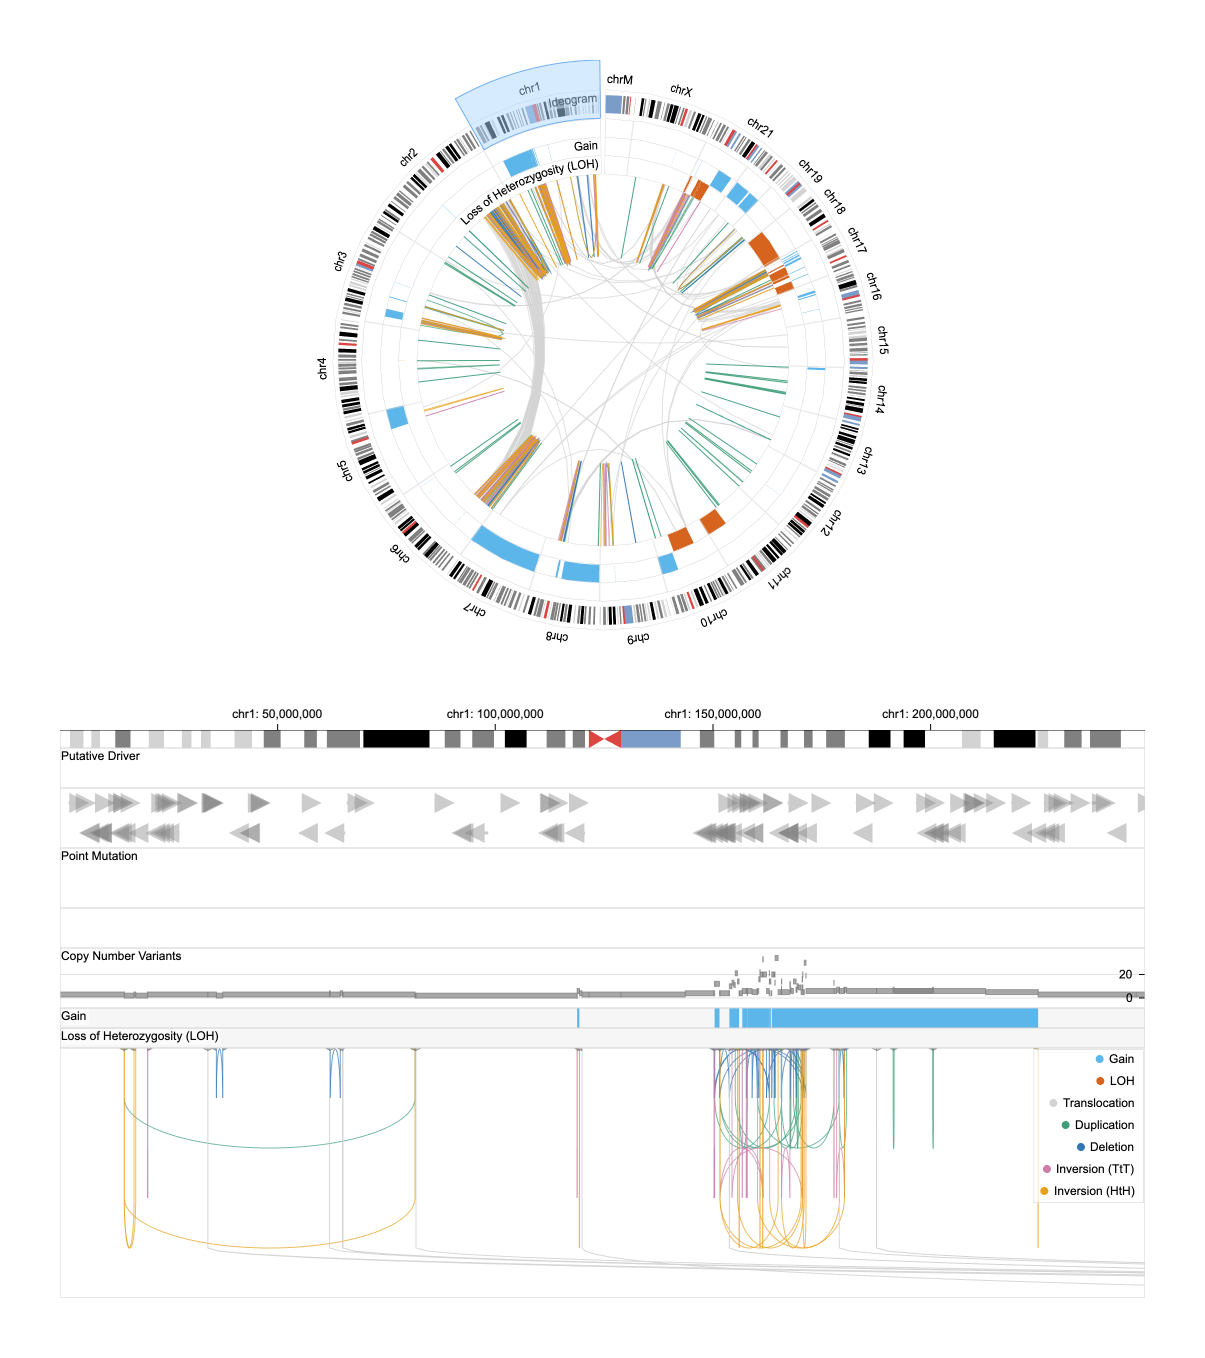 chrM
chrX
chr1
Ideogram
chr21
chr2
Gain
chr19
Loss of Heterozygosity (LOH)
chr18
chr17
chr3
chr16
chr15
chr4
chr14
chr5
chr13
chr12
chr6
chr11
chr7
chr10
chr8
chr9
chr1: 50,000,000
chr1: 100,000,000
chr1: 150,000,000
chr1: 200,000,000
Putative Driver
Point Mutation
Copy Number Variants
20
0
Gain
Loss of Heterozygosity (LOH)
Gain
LOH
Translocation
Duplication
Deletion
Inversion (TtT)
Inversion (HtH)